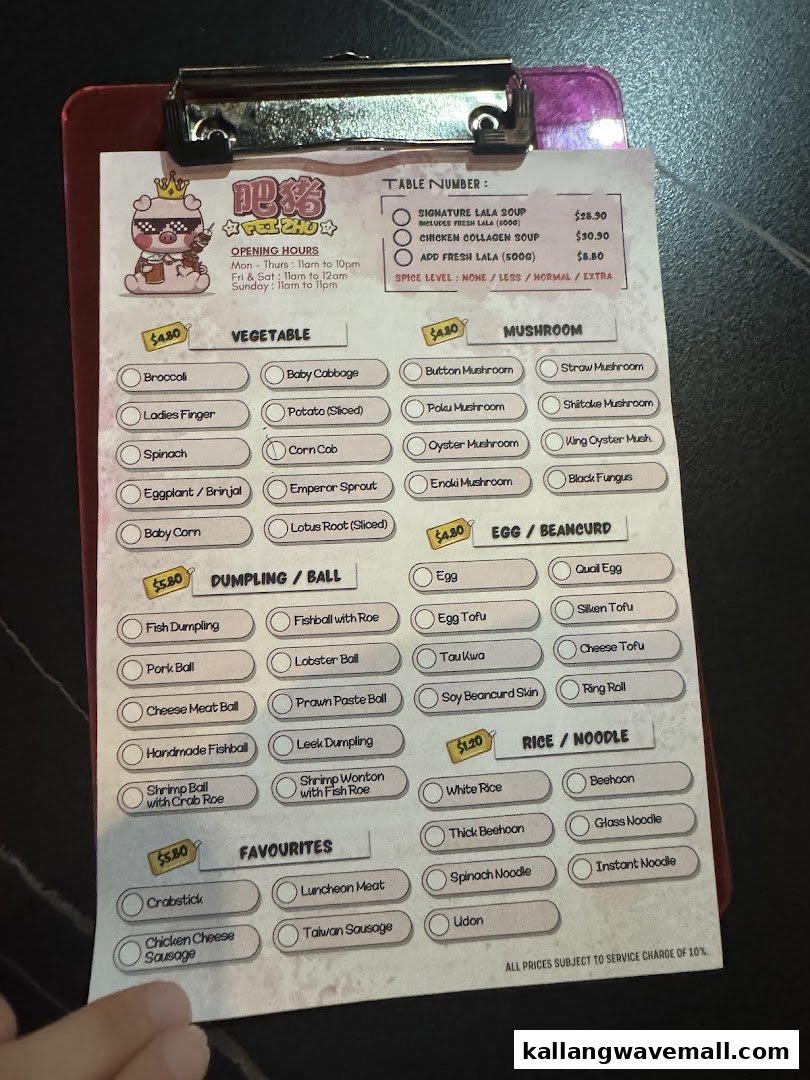 肥猪
FEI ZHU
OPENING HOURS
Mon - Thurs : 11am to 10pm
Fri & Sat : 11am to 12am
Sunday : 11am to 11pm
TABLE NUMBER :
SIGNATURE LALA SOUP $28.90
INCLUDES FRESH LALA (500G)
CHICKEN COLLAGEN SOUP $30.90
ADD FRESH LALA (500G) $8.80
SPICE LEVEL : NONE / LESS / NORMAL / EXTRA
$4.80 VEGETABLE
Broccoli
Baby Cabbage
Ladies Finger
Potato (Sliced)
Spinach
Corn Cob
Eggplant / Brinjal
Emperor Sprout
Baby Corn
Lotus Root (Sliced)
$4.80 MUSHROOM
Button Mushroom
Straw Mushroom
Poku Mushroom
Shiitake Mushroom
Oyster Mushroom
King Oyster Mush.
Enoki Mushroom
Black Fungus
$4.80 EGG / BEANCURD
Egg
Quail Egg
Egg Tofu
Silken Tofu
Tau Kwa
Cheese Tofu
Soy Beancurd Skin
Ring Roll
$5.80 DUMPLING / BALL
Fish Dumpling
Fishball with Roe
Pork Ball
Lobster Ball
Cheese Meat Ball
Prawn Paste Ball
Handmade Fishball
Leek Dumpling
Shrimp Ball
with Crab Roe
Shrimp Wonton
with Fish Roe
$1.20 RICE / NOODLE
White Rice
Beehoon
Thick Beehoon
Glass Noodle
Spinach Noodle
Instant Noodle
Udon
$5.80 FAVOURITES
Crabstick
Luncheon Meat
Chicken Cheese
Sausage
Taiwan Sausage
ALL PRICES SUBJECT TO SERVICE CHARGE OF 10%.
kallangwavemall.com